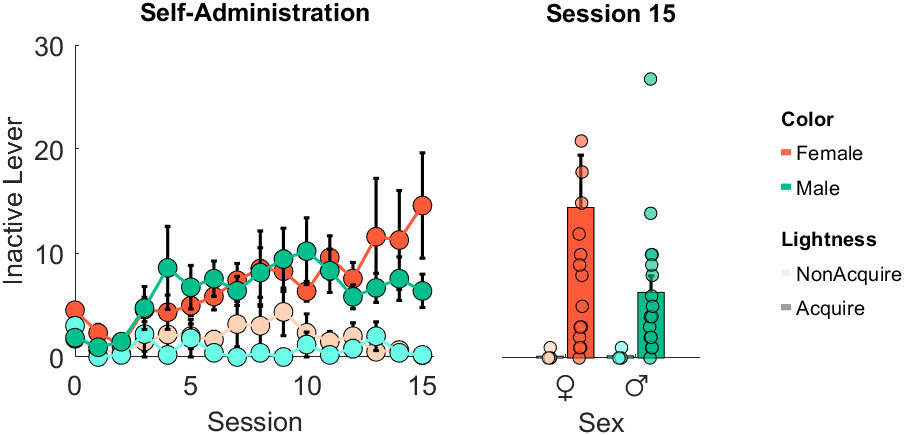 Self-Administration
Session 15
30
20
10
0
Inactive Lever
0 5 10 15
Session
♀ ♂
Sex
Color
Female
Male
Lightness
NonAcquire
Acquire